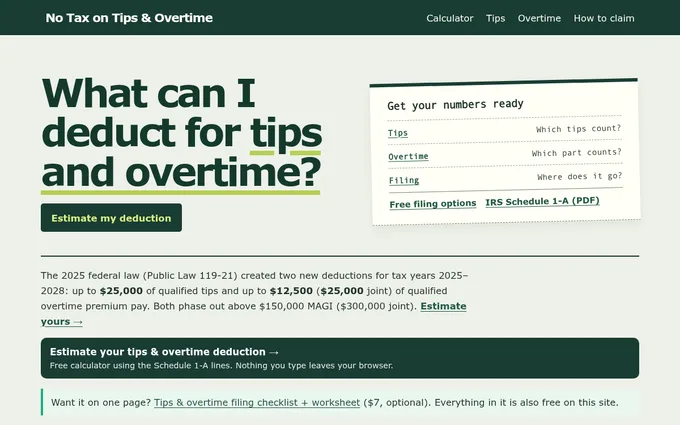 No Tax on Tips & Overtime
Calculator Tips Overtime How to claim
What can I
deduct for tips
and overtime?
Estimate my deduction
Get your numbers ready
Tips Which tips count?
Overtime Which part counts?
Filing Where does it go?
Free filing options IRS Schedule 1-A (PDF)
The 2025 federal law (Public Law 119-21) created two new deductions for tax years 2025–
2028: up to $25,000 of qualified tips and up to $12,500 ($25,000 joint) of qualified
overtime premium pay. Both phase out above $150,000 MAGI ($300,000 joint). Estimate
yours →
Estimate your tips & overtime deduction →
Free calculator using the Schedule 1-A lines. Nothing you type leaves your browser.
Want it on one page? Tips & overtime filing checklist + worksheet ($7, optional). Everything in it is also free on this site.